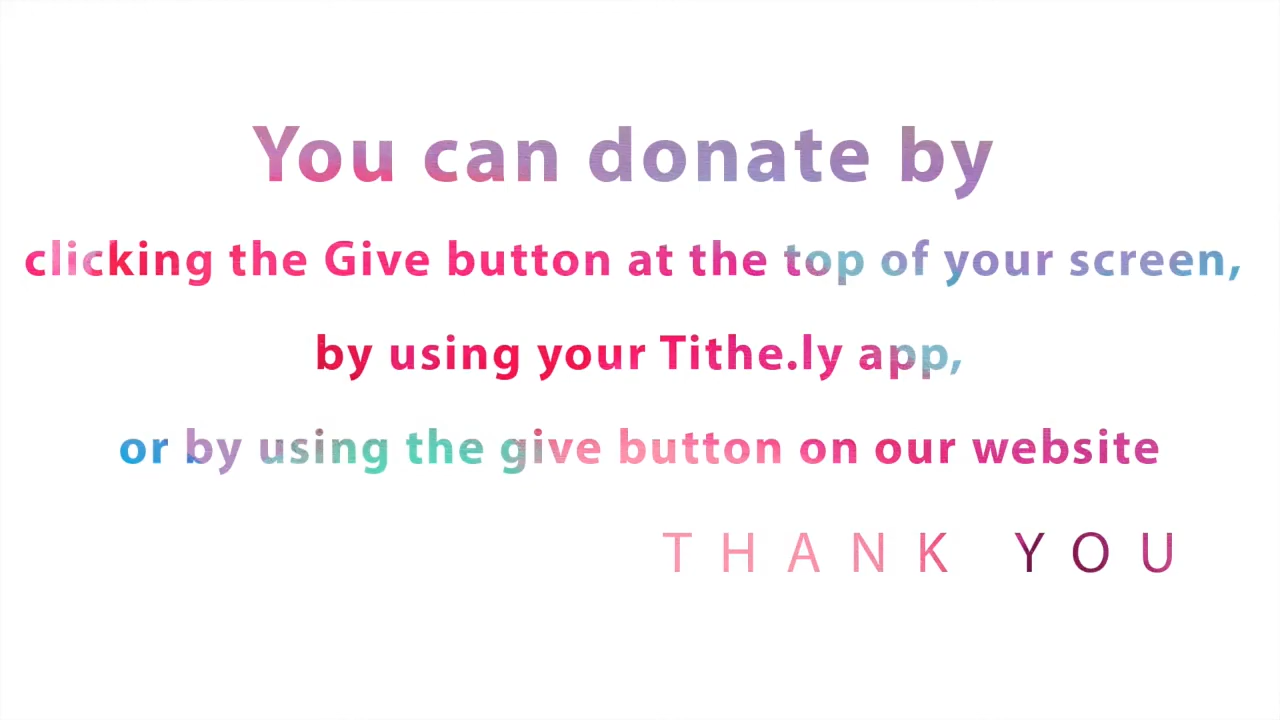 You can donate by
clicking the Give button at the top of your screen,
by using your Tithe.ly app,
or by using the give button on our website
THANK YOU